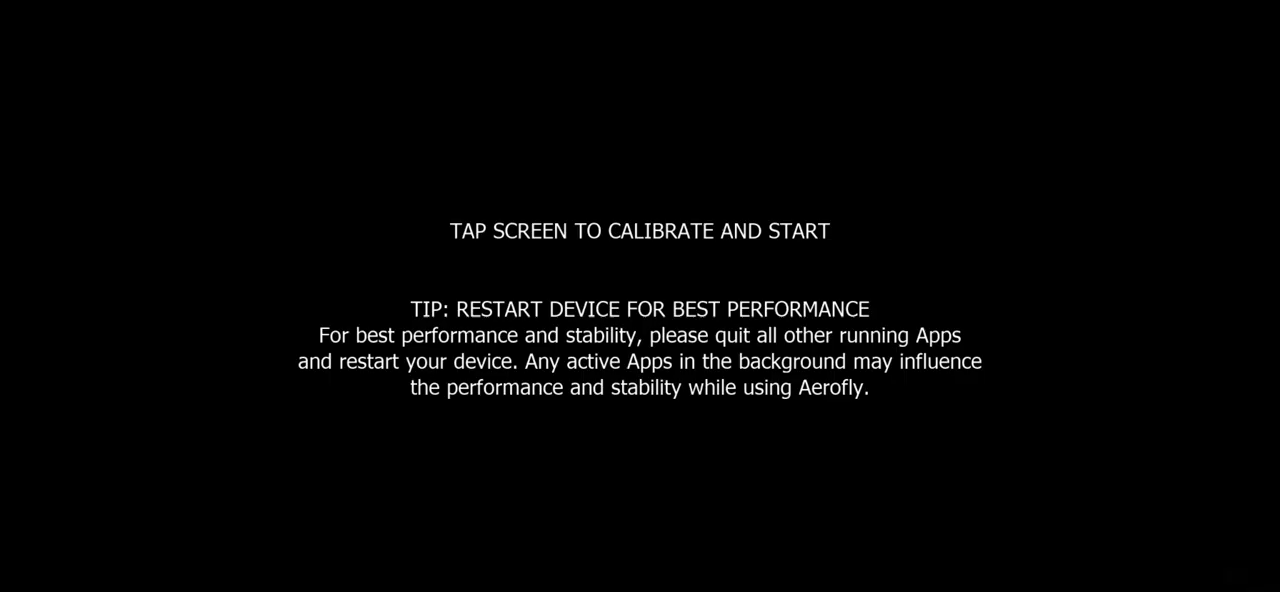 TAP SCREEN TO CALIBRATE AND START
TIP: RESTART DEVICE FOR BEST PERFORMANCE
For best performance and stability, please quit all other running Apps
and restart your device. Any active Apps in the background may influence
the performance and stability while using Aerofly.